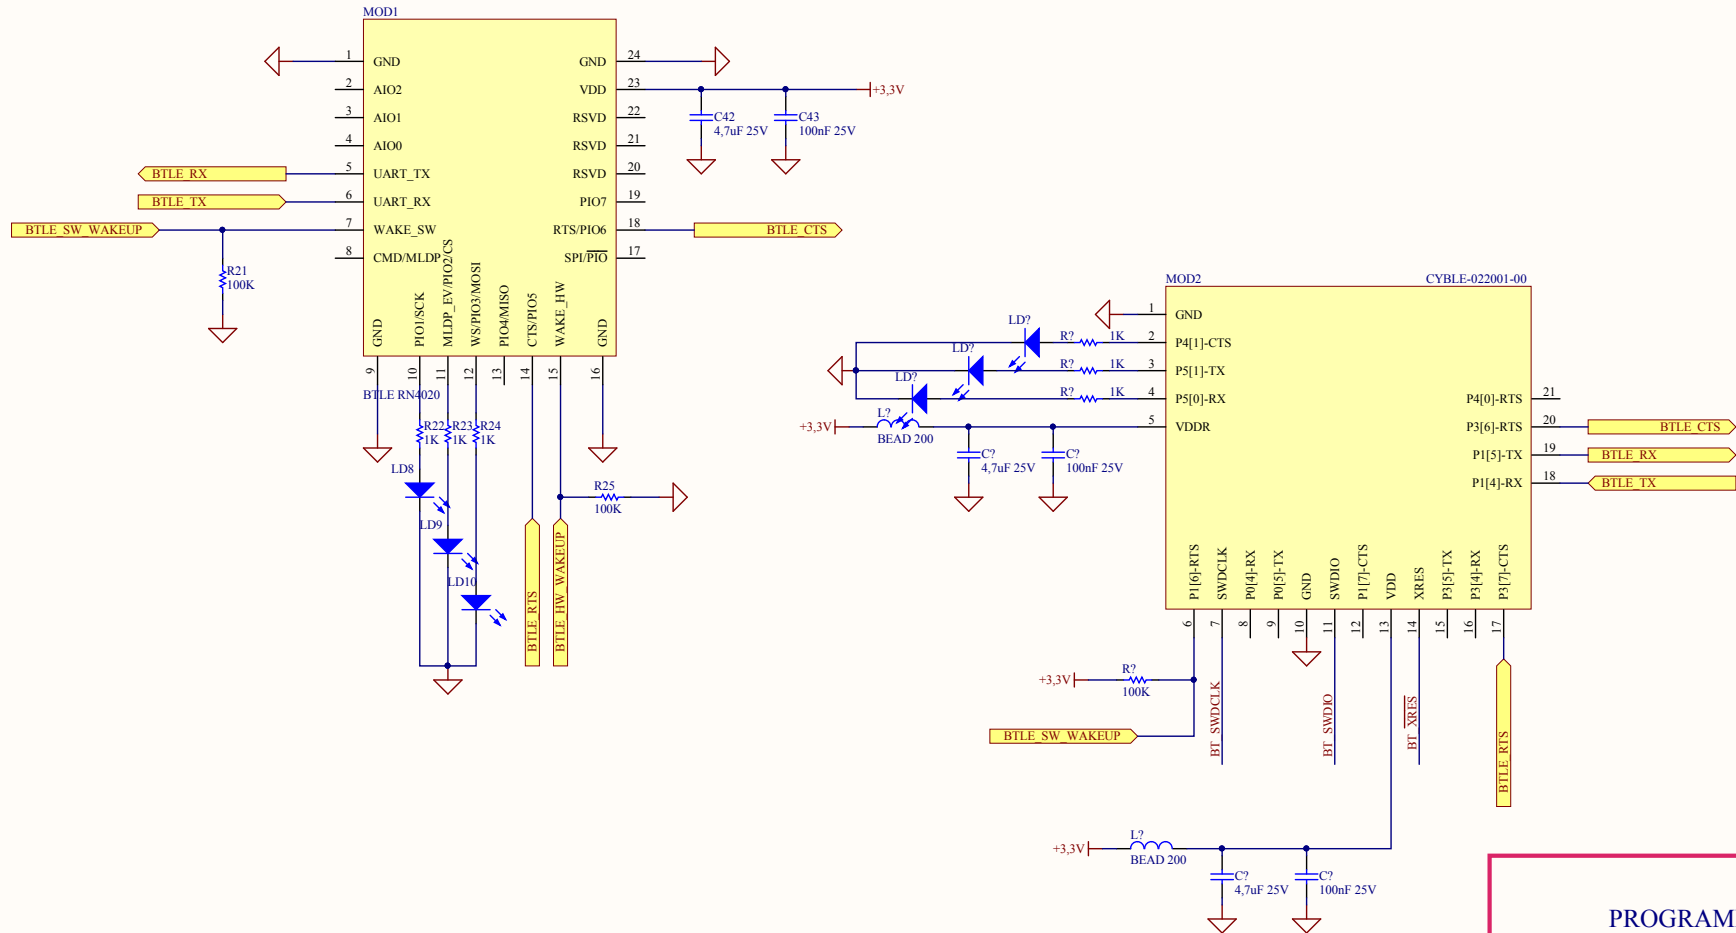 MOD1
1 GND
2 AIO2
3 AIO1
4 AIO0
5 UART_TX
6 UART_RX
7 WAKE_SW
8 CMD/MLDP
GND 24
VDD 23
RSVD 22
RSVD 21
RSVD 20
PIO7 19
RTS/PIO6 18
SPI/PIO 17
GND 9
PIO1/SCK 10
MLDP_EV/PIO2/CS 11
WS/PIO3/MOSI 12
PIO4/MISO 13
CTS/PIO5 14
WAKE_HW 15
GND 16
BTLE RN4020
BTLE_RX
BTLE_TX
BTLE_SW_WAKEUP
R21
100K
+3,3V
C42
4,7uF 25V
C43
100nF 25V
BTLE_CTS
R22
1K
R23
1K
R24
1K
LD8
LD9
LD10
R25
100K
BTLE_RTS
BTLE_HW_WAKEUP
MOD2
CYBLE-022001-00
1 GND
2 P4[1]-CTS
3 P5[1]-TX
4 P5[0]-RX
5 VDDR
P4[0]-RTS 21
P3[6]-RTS 20
P1[5]-TX 19
P1[4]-RX 18
P1[6]-RTS 6
SWDCLK 7
P0[4]-RX 8
P0[5]-TX 9
GND 10
SWDIO 11
P1[7]-CTS 12
VDD 13
XRES 14
P3[5]-TX 15
P3[4]-RX 16
P3[7]-CTS 17
LD?
R? 1K
LD?
R? 1K
LD?
R? 1K
L?
+3,3V
BEAD 200
C?
4,7uF 25V
C?
100nF 25V
BTLE_CTS
BTLE_RX
BTLE_TX
R?
+3,3V
100K
BTLE_SW_WAKEUP
BT_SWDCLK
BT_SWDIO
BT_XRES
BTLE_RTS
L?
+3,3V
BEAD 200
C?
4,7uF 25V
C?
100nF 25V
PROGRAM